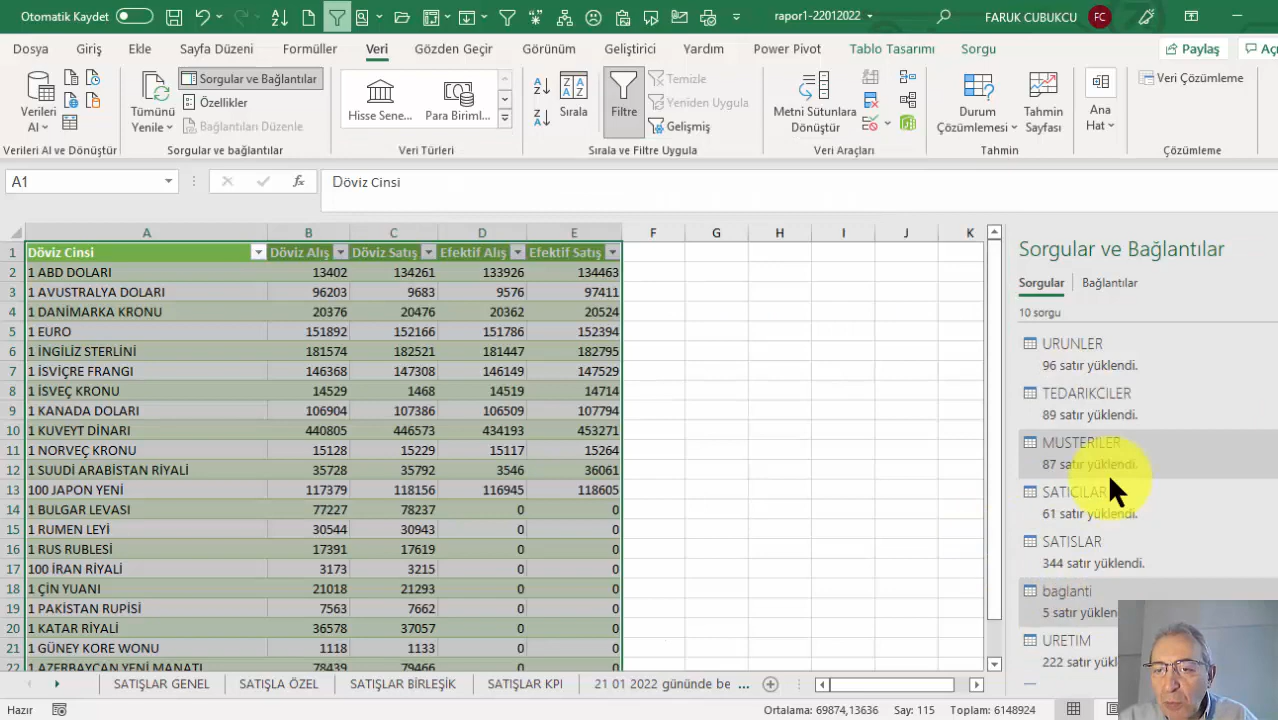 Otomatik Kaydet
rapor1-22012022
FARUK CUBUKCU
FC
Dosya Giriş Ekle Sayfa Düzeni Formüller Veri Gözden Geçir Görünüm Geliştirici Yardım Power Pivot Tablo Tasarımı Sorgu
Paylaş
Verileri Al
Tümünü Yenile
Sorgular ve Bağlantılar
Özellikler
Bağlantıları Düzenle
Hisse Sene...
Para Biriml...
Sırala
Filtre
Temizle
Yeniden Uygula
Gelişmiş
Metni Sütunlara Dönüştür
Durum Çözümlemesi
Tahmin Sayfası
Ana Hat
Veri Çözümleme
Verileri Al ve Dönüştür
Sorgular ve bağlantılar
Veri Türleri
Sırala ve Filtre Uygula
Veri Araçları
Tahmin
Çözümleme
A1
fx
Döviz Cinsi
A B C D E F G H I J K
1 Döviz Cinsi Döviz Alış Döviz Satış Efektif Alış Efektif Satış
2 1 ABD DOLARI 13402 134261 133926 134463
3 1 AVUSTRALYA DOLARI 96203 9683 9576 97411
4 1 DANİMARKA KRONU 20376 20476 20362 20524
5 1 EURO 151892 152166 151786 152394
6 1 İNGİLİZ STERLİNİ 181574 182521 181447 182795
7 1 İSVİÇRE FRANGI 146368 147308 146149 147529
8 1 İSVEÇ KRONU 14529 1468 14519 14714
9 1 KANADA DOLARI 106904 107386 106509 107794
10 1 KUVEYT DİNARI 440805 446573 434193 453271
11 1 NORVEÇ KRONU 15128 15229 15117 15264
12 1 SUUDİ ARABİSTAN RİYALİ 35728 35792 3546 36061
13 100 JAPON YENİ 117379 118156 116945 118605
14 1 BULGAR LEVASI 77227 78237 0 0
15 1 RUMEN LEYİ 30544 30943 0 0
16 1 RUS RUBLESİ 17391 17619 0 0
17 100 İRAN RİYALİ 3173 3215 0 0
18 1 ÇİN YUANI 21018 21293 0 0
19 1 PAKİSTAN RUPİSİ 7563 7662 0 0
20 1 KATAR RİYALİ 36578 37057 0 0
21 1 GÜNEY KORE WONU 1118 1133 0 0
22 1 AZERBAYCAN YENİ MANATI 78439 79466 0 0
Sorgular ve Bağlantılar
Sorgular Bağlantılar
10 sorgu
URUNLER
96 satır yüklendi.
TEDARIKCILER
89 satır yüklendi.
MUSTERILER
87 satır yüklendi.
SATICILAR
61 satır yüklendi.
SATISLAR
344 satır yüklendi.
baglanti
5 satır
URETIM
222 satır
SATIŞLAR GENEL SATIŞLA ÖZEL SATIŞLAR BİRLEŞİK SATIŞLAR KPI 21 01 2022 gününde be ...
Hazır
Ortalama: 69874,13636 Say: 115 Toplam: 6148924